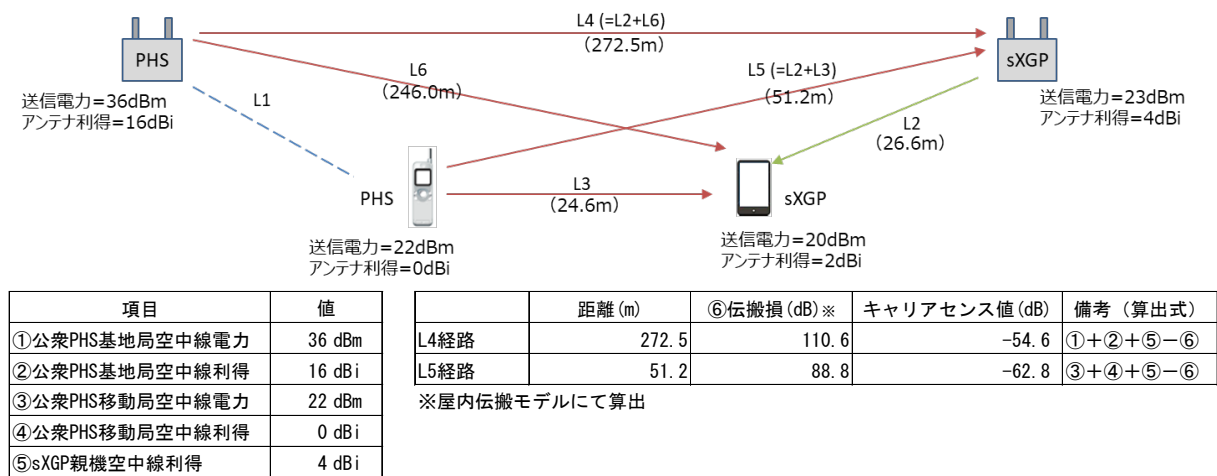 L4 (=L2+L6)
(272.5m)
PHS
sXGP
L6
(246.0m)
L5 (=L2+L3)
(51.2m)
送信電力=36dBm
アンテナ利得=16dBi
L1
送信電力=23dBm
アンテナ利得=4dBi
L2
(26.6m)
PHS
L3
(24.6m)
sXGP
送信電力=22dBm
アンテナ利得=0dBi
送信電力=20dBm
アンテナ利得=2dBi
項目 値
①公衆PHS基地局空中線電力 36 dBm
②公衆PHS基地局空中線利得 16 dBi
③公衆PHS移動局空中線電力 22 dBm
④公衆PHS移動局空中線利得 0 dBi
⑤sXGP親機空中線利得 4 dBi
距離(m) ⑥伝搬損(dB)※ キャリアセンス値(dB) 備考（算出式）
L4経路 272.5 110.6 -54.6 ①+②+⑤-⑥
L5経路 51.2 88.8 -62.8 ③+④+⑤-⑥
※屋内伝搬モデルにて算出